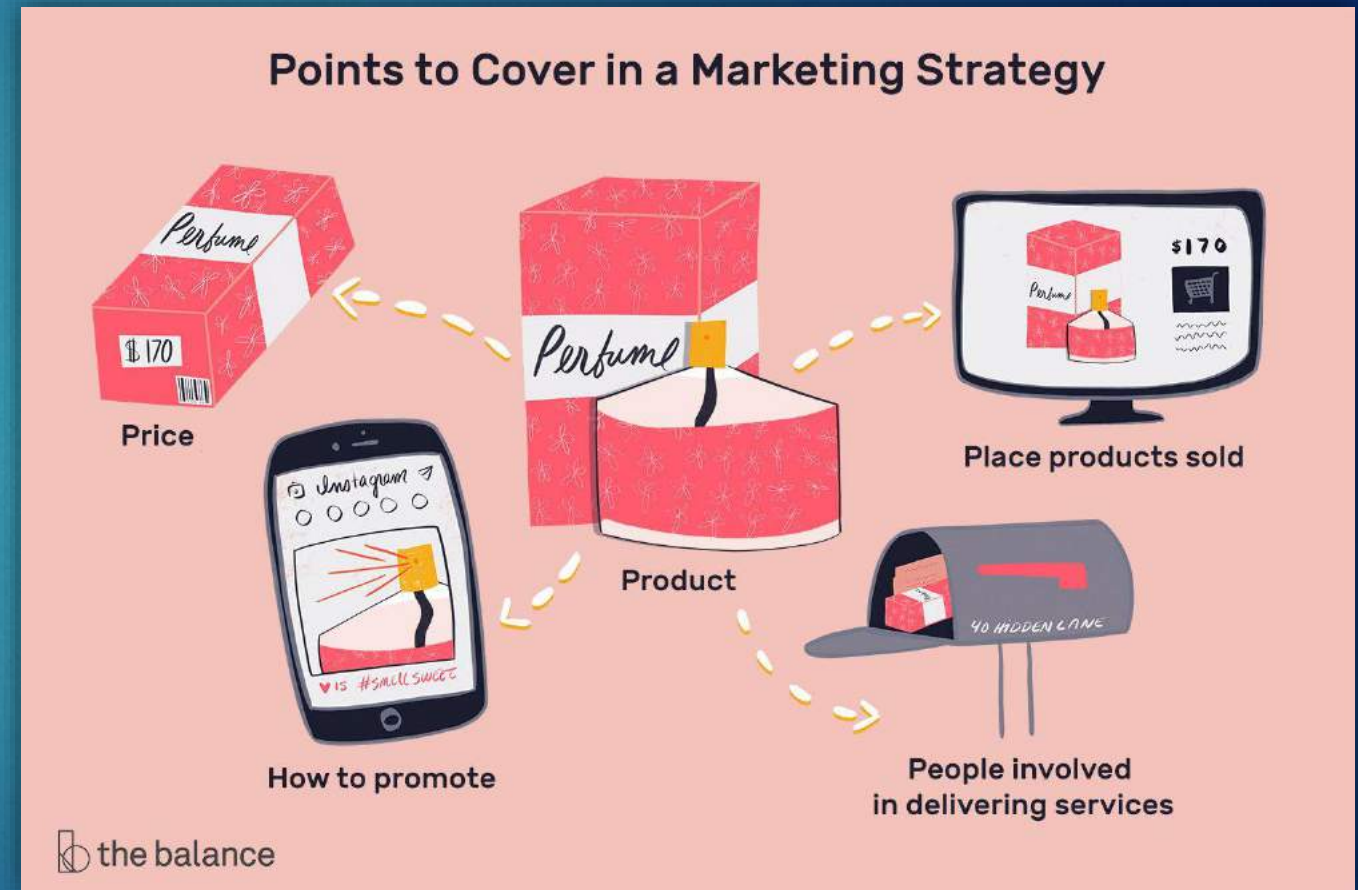 Points to Cover in a Marketing Strategy
Perfume
$170
Price
Perfume
Product
Perfume
$170
Place products sold
Instagram
♥ 15 #SMELLSWEET
How to promote
40 HIDDEN LANE
People involved
in delivering services
the balance